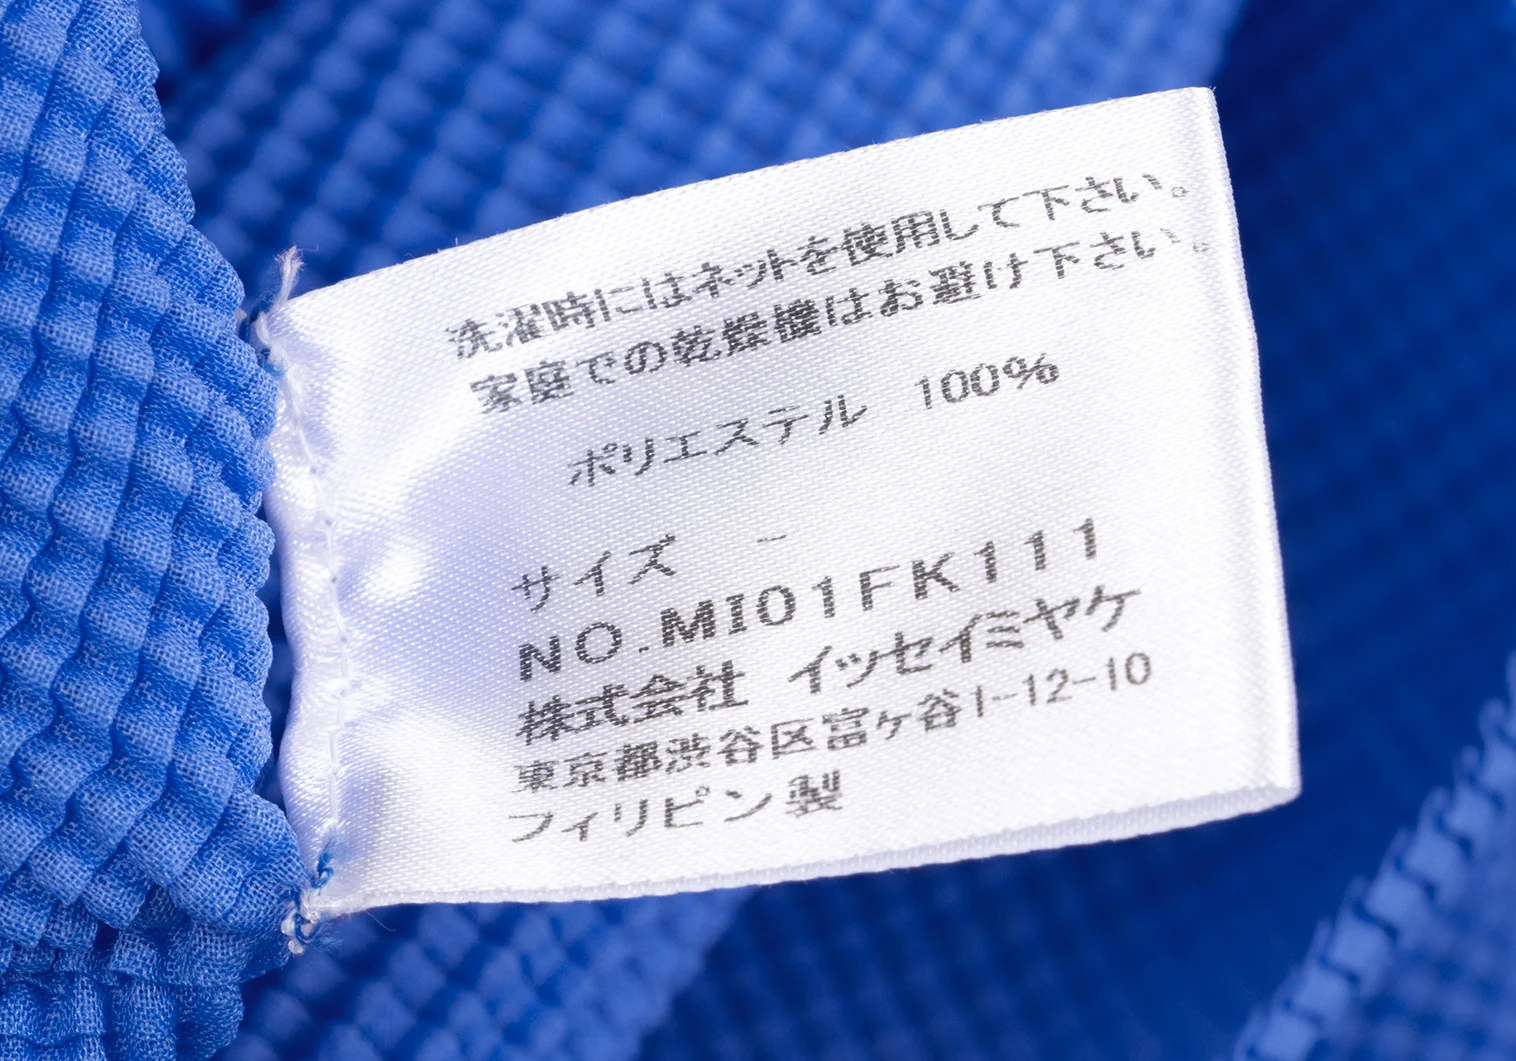 洗濯時にはネットを使用して下さい。
家庭での乾燥機はお避け下さい。
ポリエステル 100%
サイズ -
NO.MI01FK111
株式会社 イッセイミヤケ
東京都渋谷区富ヶ谷1-12-10
フィリピン製